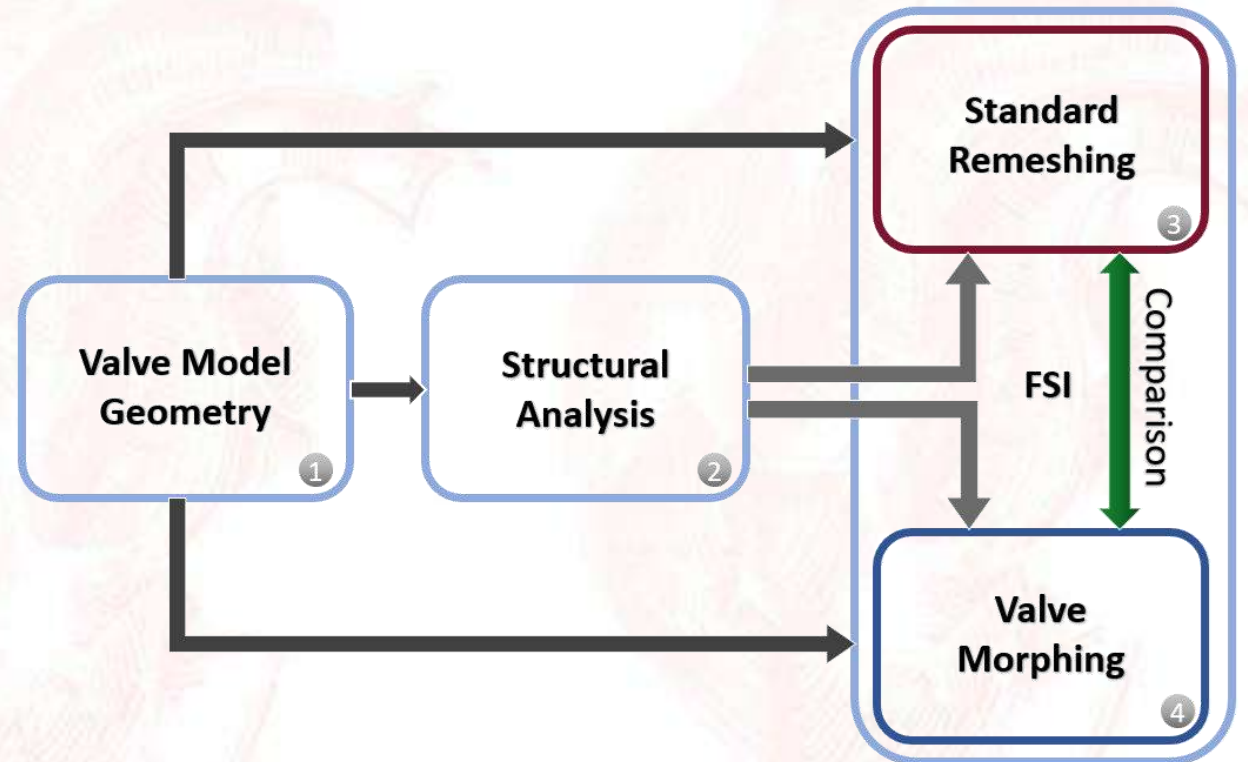 Valve Model
Geometry
1
Structural
Analysis
2
Standard
Remeshing
3
FSI
Comparison
Valve
Morphing
4